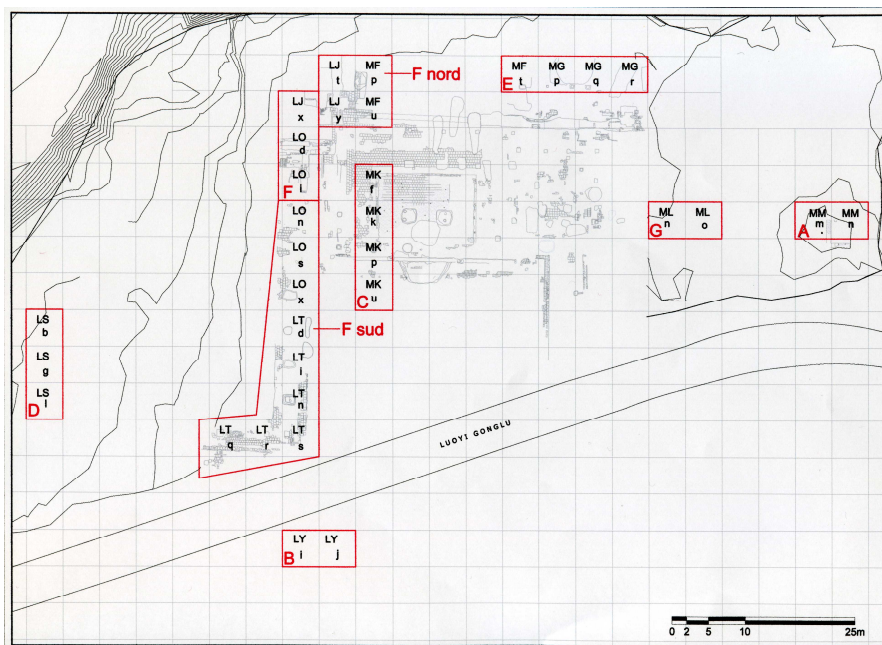 LJ MF
t p
F nord
MF MG MG MG
t p q r
E
LJ LJ MF
x y u
LO
d
LO
i
F
MK
f
LO
n
MK
k
ML ML
n o
G
MM MM
m n
A
LO
s
MK
p
LO
x
MK
u
C
LS
b
LT
d
F sud
LS
g
LT
i
LS
l
D
LT
n
LT LT LT
q r s
LUOYI GONGLU
LY LY
i j
B
0 2 5 10 25m